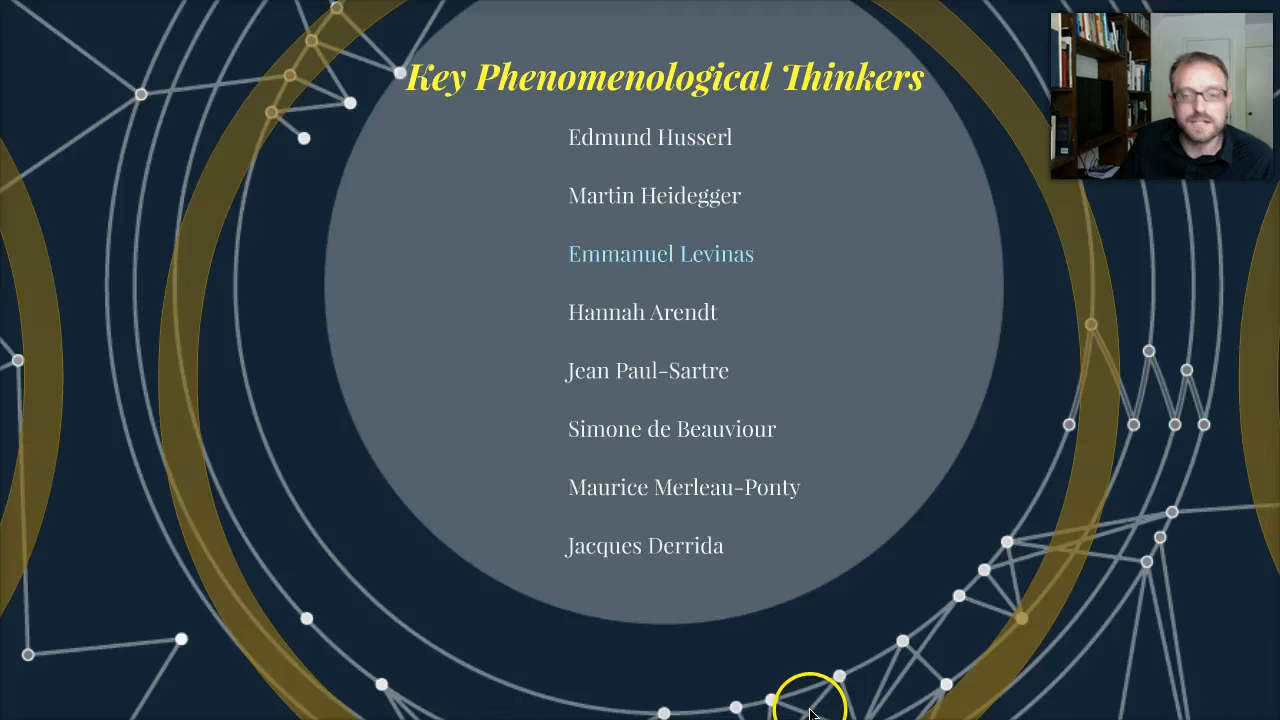 Key Phenomenological Thinkers
Edmund Husserl
Martin Heidegger
Emmanuel Levinas
Hannah Arendt
Jean Paul-Sartre
Simone de Beauviour
Maurice Merleau-Ponty
Jacques Derrida